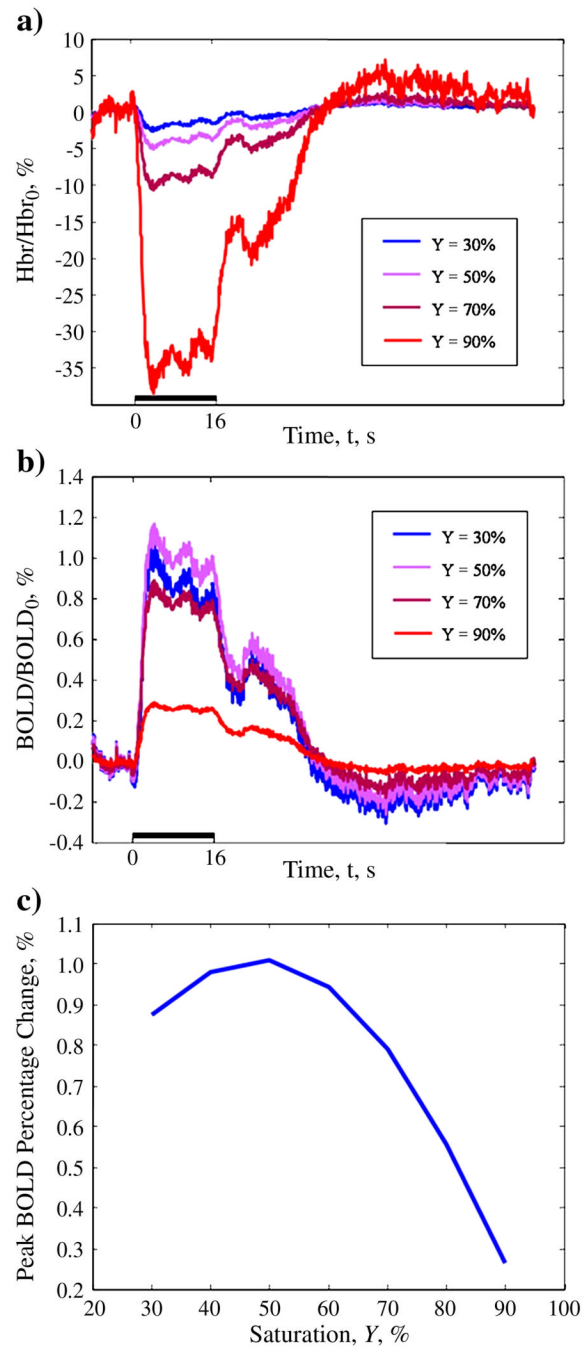 a)
10
5
0
-5
-10
-15
-20
-25
-30
-35
Hbr/Hbr0, %
Y = 30%
Y = 50%
Y = 70%
Y = 90%
0 16
Time, t, s
b)
1.4
1.2
1.0
0.8
0.6
0.4
0.2
0.0
-0.2
-0.4
BOLD/BOLD0, %
Y = 30%
Y = 50%
Y = 70%
Y = 90%
0 16
Time, t, s
c)
1.1
1.0
0.9
0.8
0.7
0.6
0.5
0.4
0.3
0.2
Peak BOLD Percentage Change, %
20 30 40 50 60 70 80 90 100
Saturation, Y, %